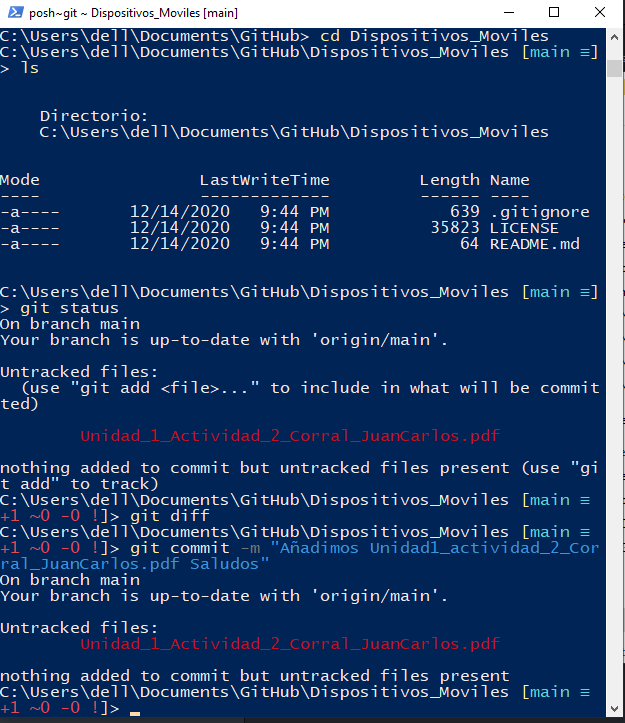 posh~git ~ Dispositivos_Moviles [main]
C:\Users\dell\Documents\GitHub> cd Dispositivos_Moviles
C:\Users\dell\Documents\GitHub\Dispositivos_Moviles [main ≡]
> ls
Directorio:
C:\Users\dell\Documents\GitHub\Dispositivos_Moviles
Mode LastWriteTime Length Name
---- ------------- ------ ----
-a---- 12/14/2020 9:44 PM 639 .gitignore
-a---- 12/14/2020 9:44 PM 35823 LICENSE
-a---- 12/14/2020 9:44 PM 64 README.md
C:\Users\dell\Documents\GitHub\Dispositivos_Moviles [main ≡]
> git status
On branch main
Your branch is up-to-date with 'origin/main'.
Untracked files:
(use "git add <file>..." to include in what will be commit
ted)
Unidad_1_Actividad_2_Corral_JuanCarlos.pdf
nothing added to commit but untracked files present (use "gi
t add" to track)
C:\Users\dell\Documents\GitHub\Dispositivos_Moviles [main ≡
+1 ~0 -0 !]> git diff
C:\Users\dell\Documents\GitHub\Dispositivos_Moviles [main ≡
+1 ~0 -0 !]> git commit -m "Añadimos Unidad1_actividad_2_Cor
ral_JuanCarlos.pdf Saludos"
On branch main
Your branch is up-to-date with 'origin/main'.
Untracked files:
Unidad_1_Actividad_2_Corral_JuanCarlos.pdf
nothing added to commit but untracked files present
C:\Users\dell\Documents\GitHub\Dispositivos_Moviles [main ≡
+1 ~0 -0 !]>